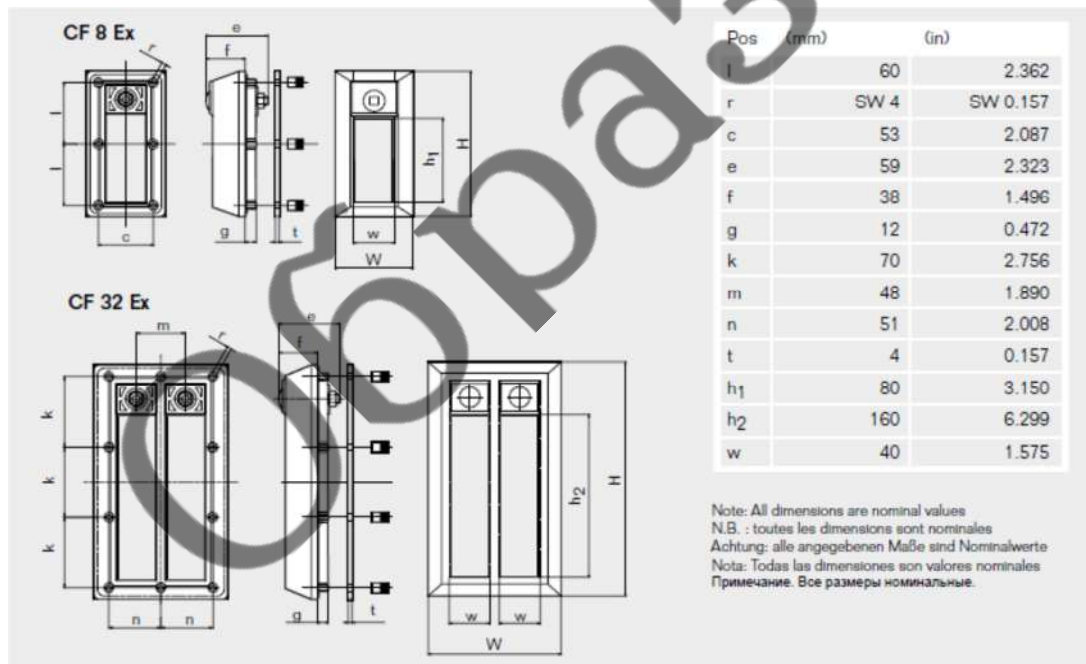 CF 8 Ex
e
f
r
l
l
c
g
t
h1
H
w
W
CF 32 Ex
m
r
e
f
k
k
k
n n
g
t
h2
H
w w
W
Pos (mm) (in)
l 60 2.362
r SW 4 SW 0.157
c 53 2.087
e 59 2.323
f 38 1.496
g 12 0.472
k 70 2.756
m 48 1.890
n 51 2.008
t 4 0.157
h1 80 3.150
h2 160 6.299
w 40 1.575
Note: All dimensions are nominal values
N.B. : toutes les dimensions sont nominales
Achtung: alle angegebenen Maße sind Nominalwerte
Nota: Todas las dimensiones son valores nominales
Примечание. Все размеры номинальные.